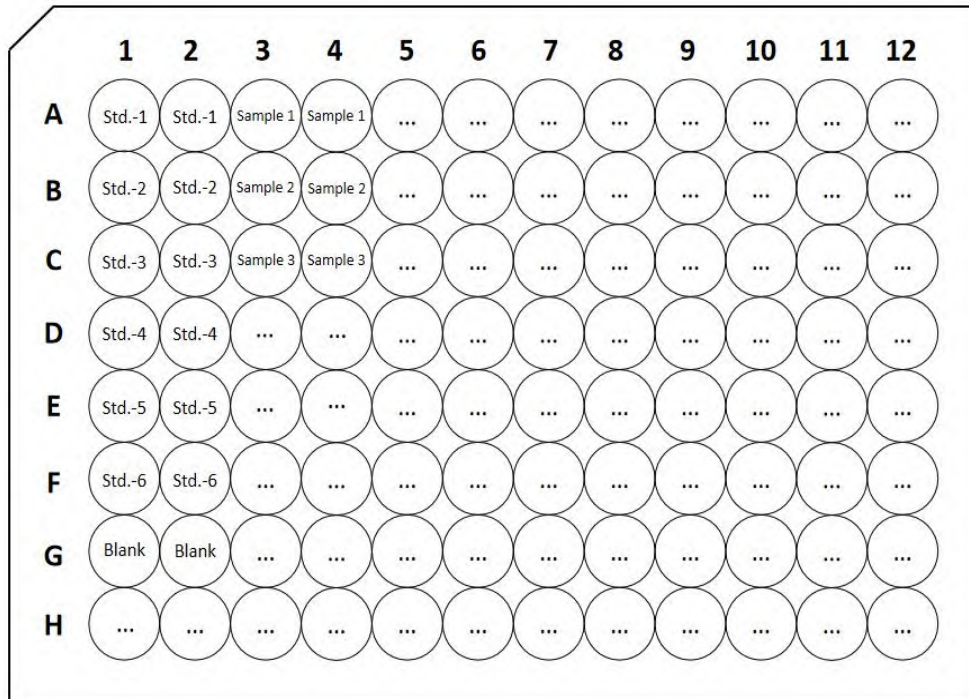 1 2 3 4 5 6 7 8 9 10 11 12
A Std.-1 Std.-1 Sample 1 Sample 1 ... ... ... ... ... ... ... ...
B Std.-2 Std.-2 Sample 2 Sample 2 ... ... ... ... ... ... ... ...
C Std.-3 Std.-3 Sample 3 Sample 3 ... ... ... ... ... ... ... ...
D Std.-4 Std.-4 ... ... ... ... ... ... ... ... ... ...
E Std.-5 Std.-5 ... ... ... ... ... ... ... ... ... ...
F Std.-6 Std.-6 ... ... ... ... ... ... ... ... ... ...
G Blank Blank ... ... ... ... ... ... ... ... ... ...
H ... ... ... ... ... ... ... ... ... ... ... ...